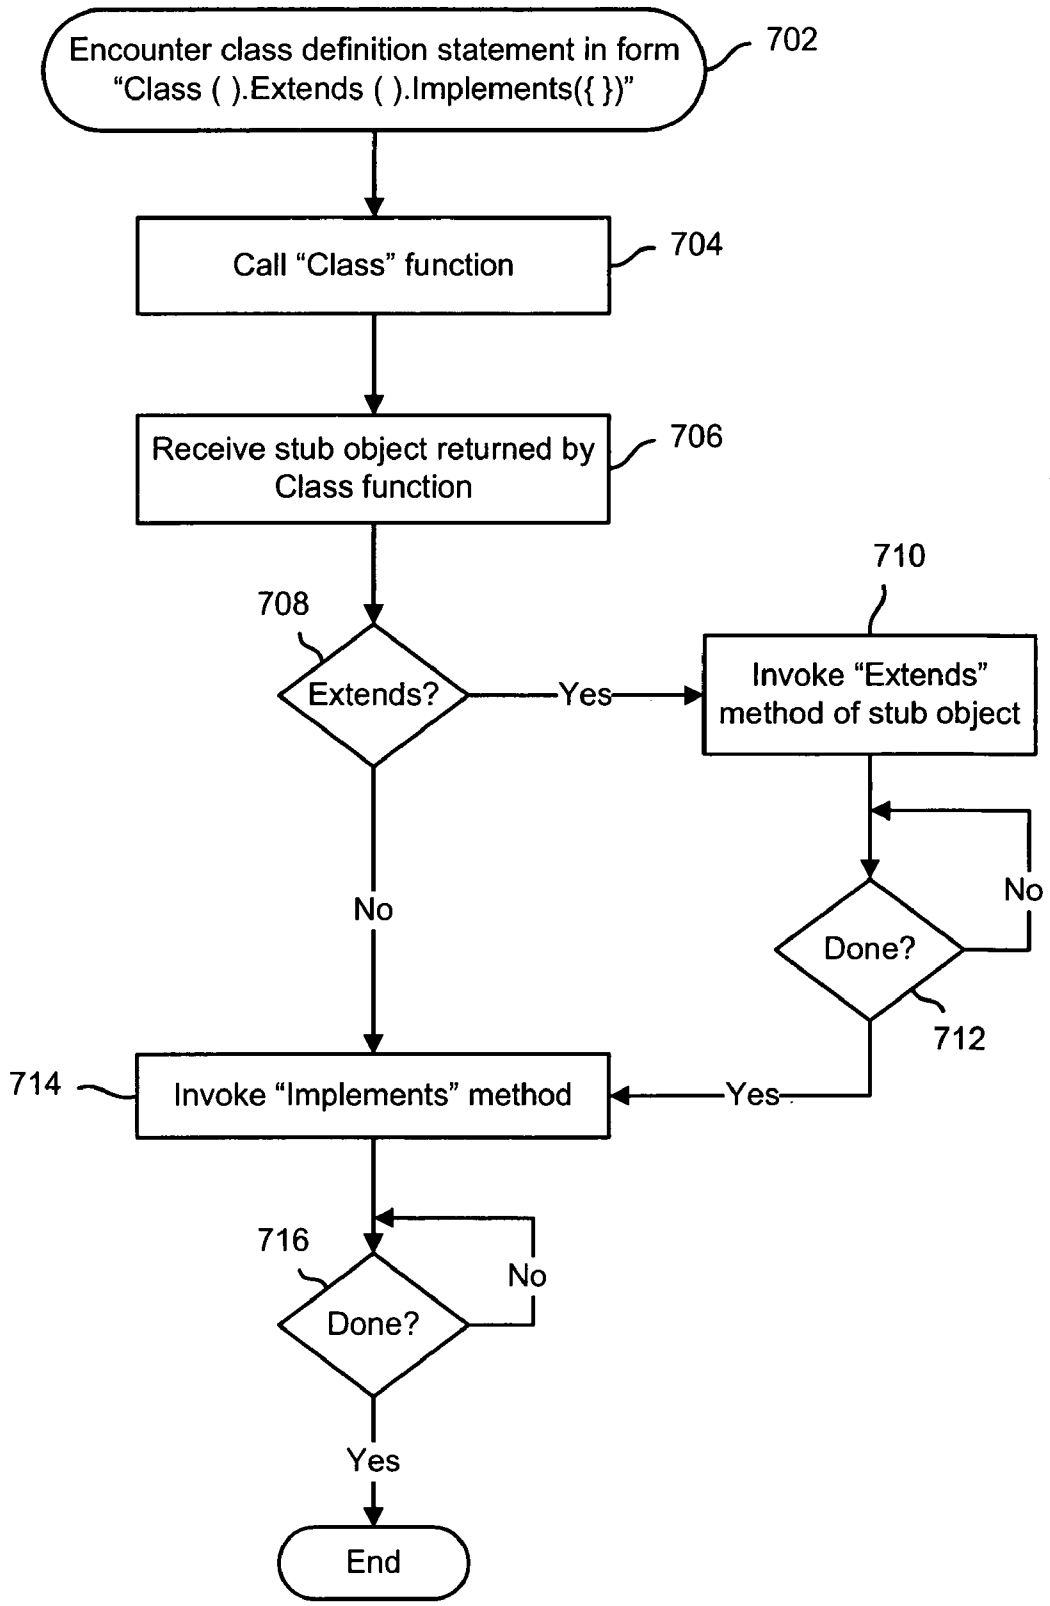 Encounter class definition statement in form
“Class ( ).Extends ( ).Implements({ })”
702
Call “Class” function
704
Receive stub object returned by
Class function
706
708
Extends?
Yes
710
Invoke “Extends”
method of stub object
No
Done?
No
712
714
Invoke “Implements” method
Yes
716
Done?
No
Yes
End